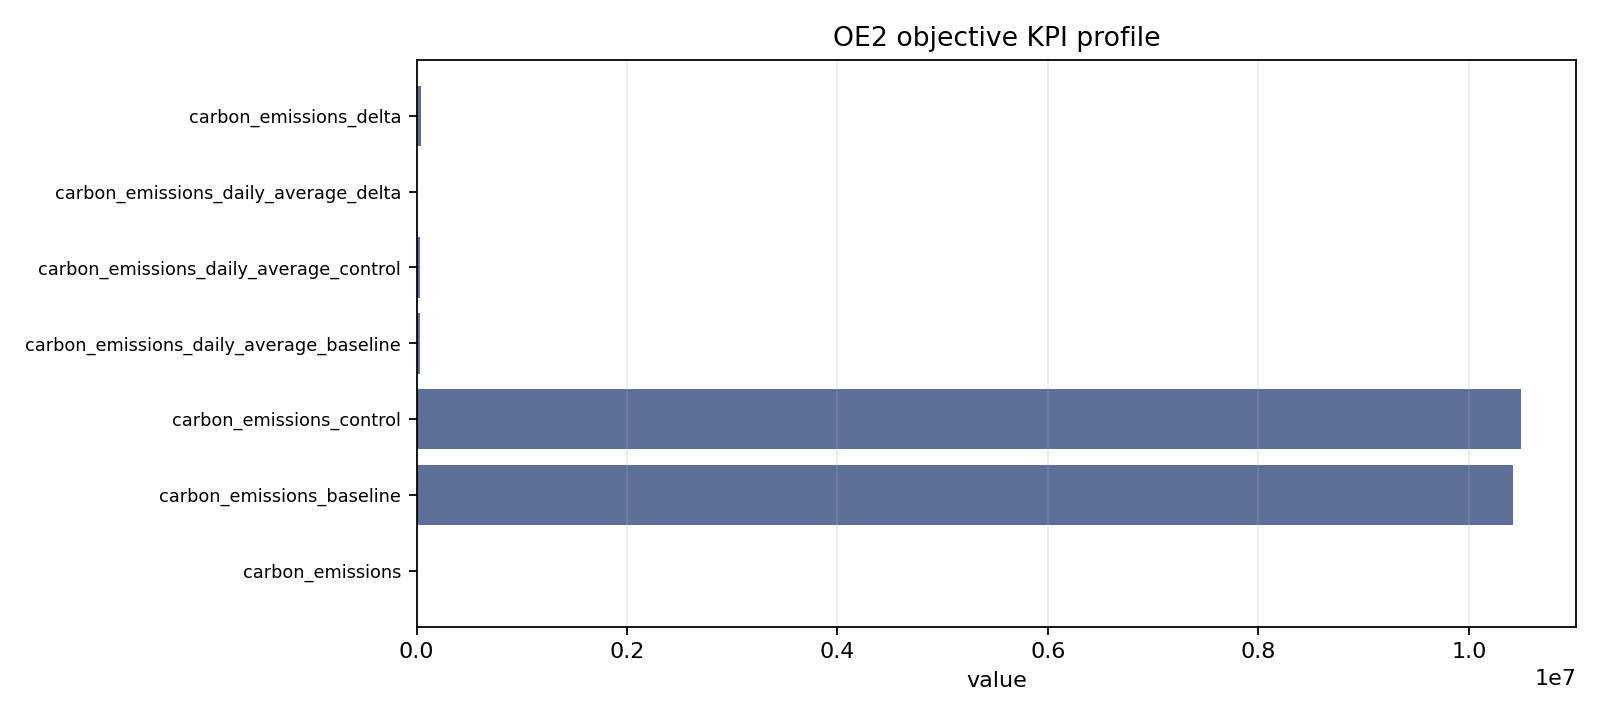 OE2 objective KPI profile
carbon_emissions_delta
carbon_emissions_daily_average_delta
carbon_emissions_daily_average_control
carbon_emissions_daily_average_baseline
carbon_emissions_control
carbon_emissions_baseline
carbon_emissions
0.0 0.2 0.4 0.6 0.8 1.0
1e7
value